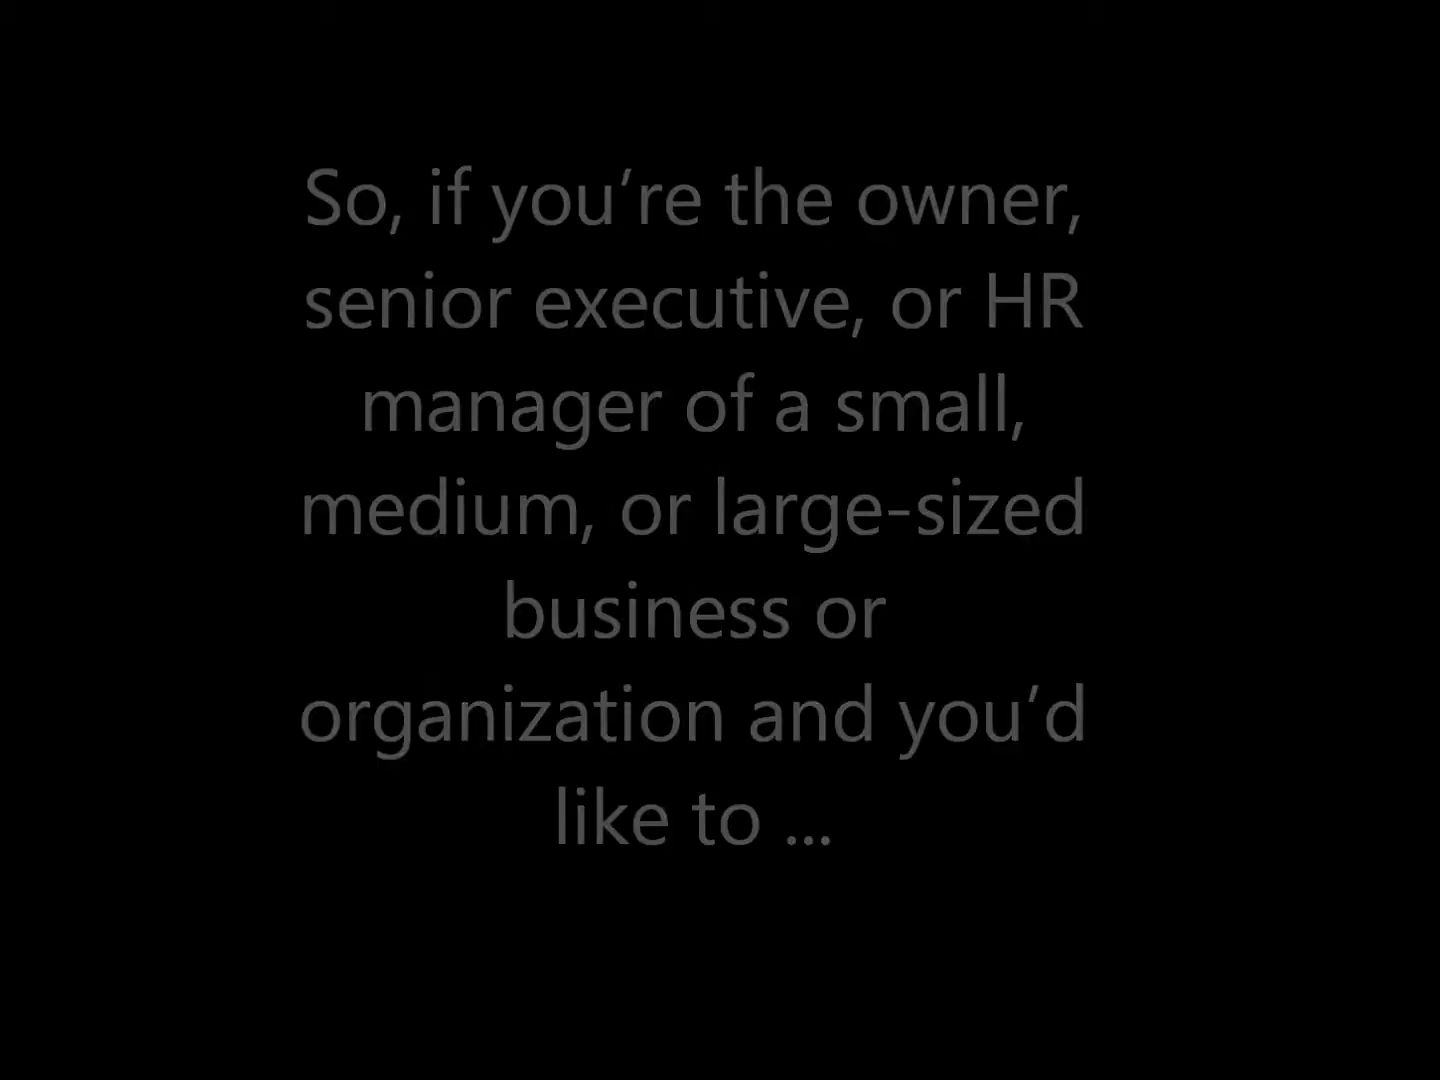 So, if you’re the owner,
senior executive, or HR
manager of a small,
medium, or large-sized
business or
organization and you’d
like to ...